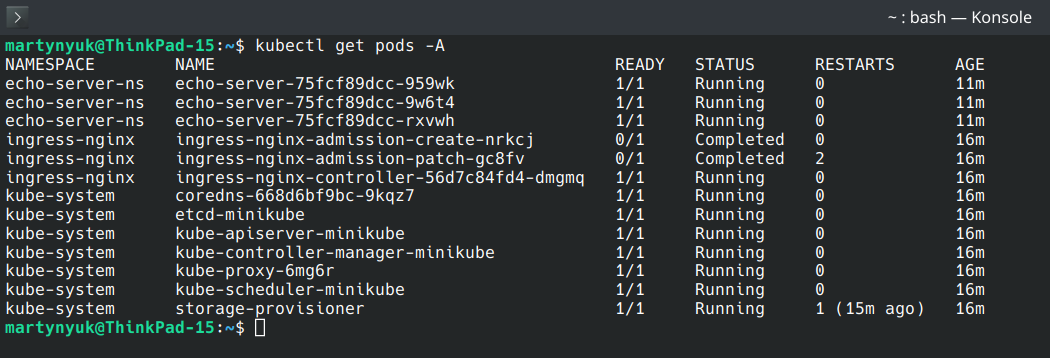 ~ : bash — Konsole
martynyuk@ThinkPad-15:~$ kubectl get pods -A
NAMESPACE NAME READY STATUS RESTARTS AGE
echo-server-ns echo-server-75fcf89dcc-959wk 1/1 Running 0 11m
echo-server-ns echo-server-75fcf89dcc-9w6t4 1/1 Running 0 11m
echo-server-ns echo-server-75fcf89dcc-rxvwh 1/1 Running 0 11m
ingress-nginx ingress-nginx-admission-create-nrkcj 0/1 Completed 0 16m
ingress-nginx ingress-nginx-admission-patch-gc8fv 0/1 Completed 2 16m
ingress-nginx ingress-nginx-controller-56d7c84fd4-dmgmq 1/1 Running 0 16m
kube-system coredns-668d6bf9bc-9kqz7 1/1 Running 0 16m
kube-system etcd-minikube 1/1 Running 0 16m
kube-system kube-apiserver-minikube 1/1 Running 0 16m
kube-system kube-controller-manager-minikube 1/1 Running 0 16m
kube-system kube-proxy-6mg6r 1/1 Running 0 16m
kube-system kube-scheduler-minikube 1/1 Running 0 16m
kube-system storage-provisioner 1/1 Running 1 (15m ago) 16m
martynyuk@ThinkPad-15:~$